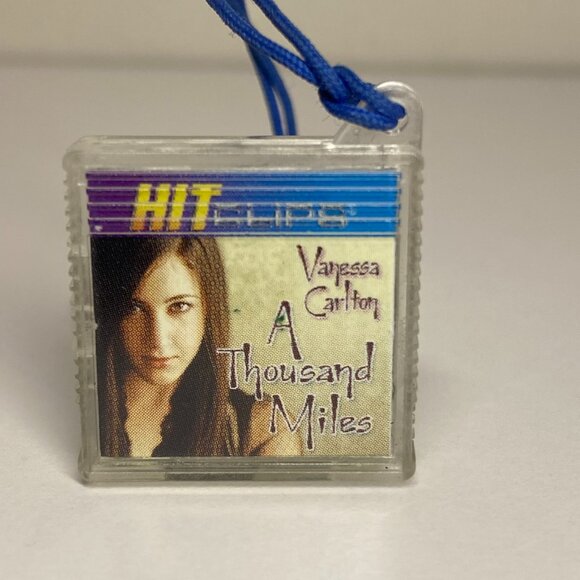 HIT CLIPS
Vanessa
Carlton
A
Thousand
Miles